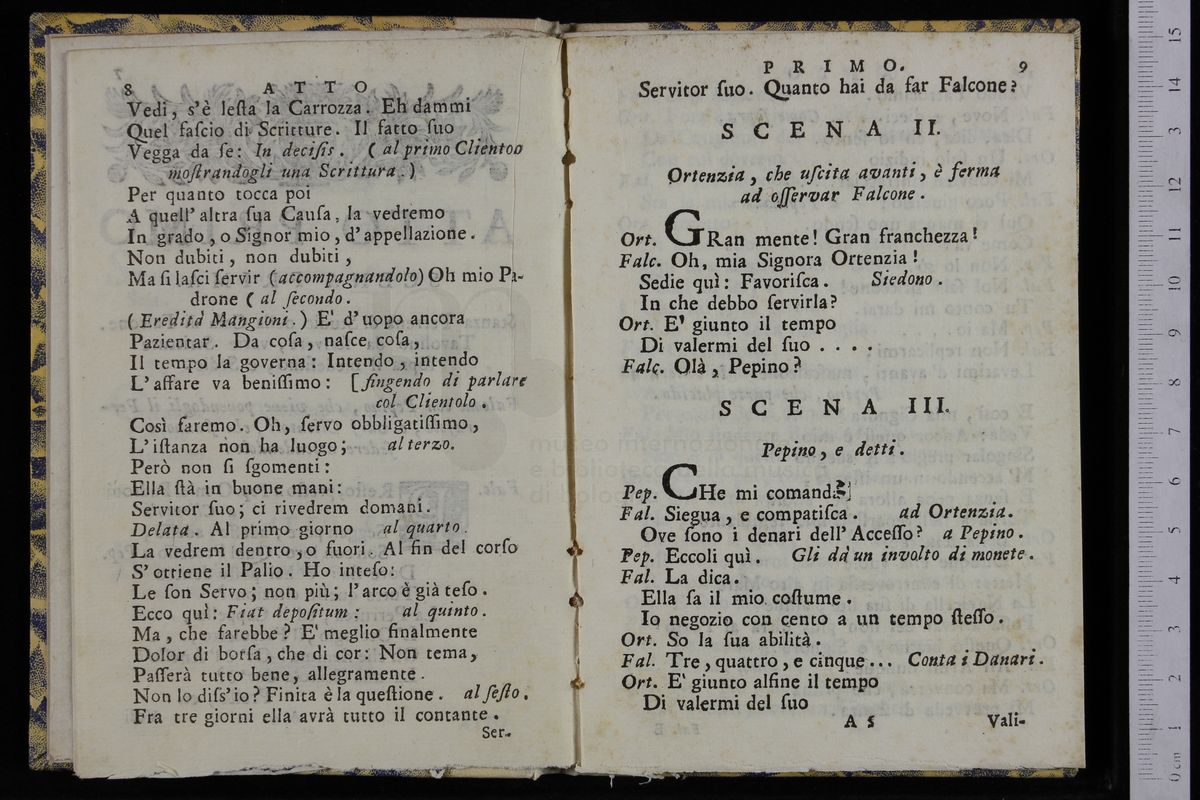 8 A T T O
Vedi, s'è leſta la Carrozza. Eh dammi
Quel faſcio di Scritture. Il fatto ſuo
Vegga da ſe: In deciſis. ( al primo Cliento
moſtrandogli una Scrittura.)
Per quanto tocca poi
A quell' altra ſua Cauſa, la vedremo
In grado, o Signor mio, d'appellazione.
Non dubiti, non dubiti,
Ma ſi laſci ſervir (accompagnandolo) Oh mio Pa-
drone ( al ſecondo.
( Eredità Mangioni.) E' d'uopo ancora
Pazientar. Da coſa, naſce coſa,
Il tempo la governa: Intendo, intendo
L'affare va beniſſimo: [ fingendo di parlare
col Clientolo.
Così faremo. Oh, ſervo obbligatiſſimo,
L'iſtanza non ha luogo; al terzo.
Però non ſi ſgomenti:
Ella ſtà in buone mani:
Servitor ſuo; ci rivedrem domani.
Delata. Al primo giorno al quarto.
La vedrem dentro, o fuori. Al fin del corſo
S'ottiene il Palio. Ho inteſo:
Le ſon Servo; non più; l'arco è già teſo.
Ecco quì: Fiat depoſitum: al quinto.
Ma, che farebbe? E' meglio finalmente
Dolor di borſa, che di cor: Non tema,
Paſſerà tutto bene, allegramente.
Non lo diſs'io? Finita è la queſtione. al ſeſto.
Fra tre giorni ella avrà tutto il contante.
Ser-
P R I M O. 9
Servitor ſuo. Quanto hai da far Falcone?
S C E N A II.
Ortenzia, che uſcita avanti, è ferma
ad oſſervar Falcone.
Ort. GRan mente! Gran franchezza!
Falc. Oh, mia Signora Ortenzia!
Sedie quì: Favoriſca. Siedono.
In che debbo ſervirla?
Ort. E' giunto il tempo
Di valermi del ſuo . . . .
Falc. Olà, Pepino?
S C E N A III.
Pepino, e detti.
Pep. CHe mi comanda?
Fal. Siegua, e compatiſca. ad Ortenzia.
Ove ſono i denari dell' Acceſſo? a Pepino.
Pep. Eccoli quì. Gli dà un involto di monete.
Fal. La dica.
Ella ſa il mio coſtume.
Io negozio con cento a un tempo ſteſſo.
Ort. So la ſua abilità.
Fal. Tre, quattro, e cinque... Conta i Danari.
Ort. E' giunto alfine il tempo
Di valermi del ſuo
A 5 Vali-
museo internazionale
e biblioteca della musica
di bologna